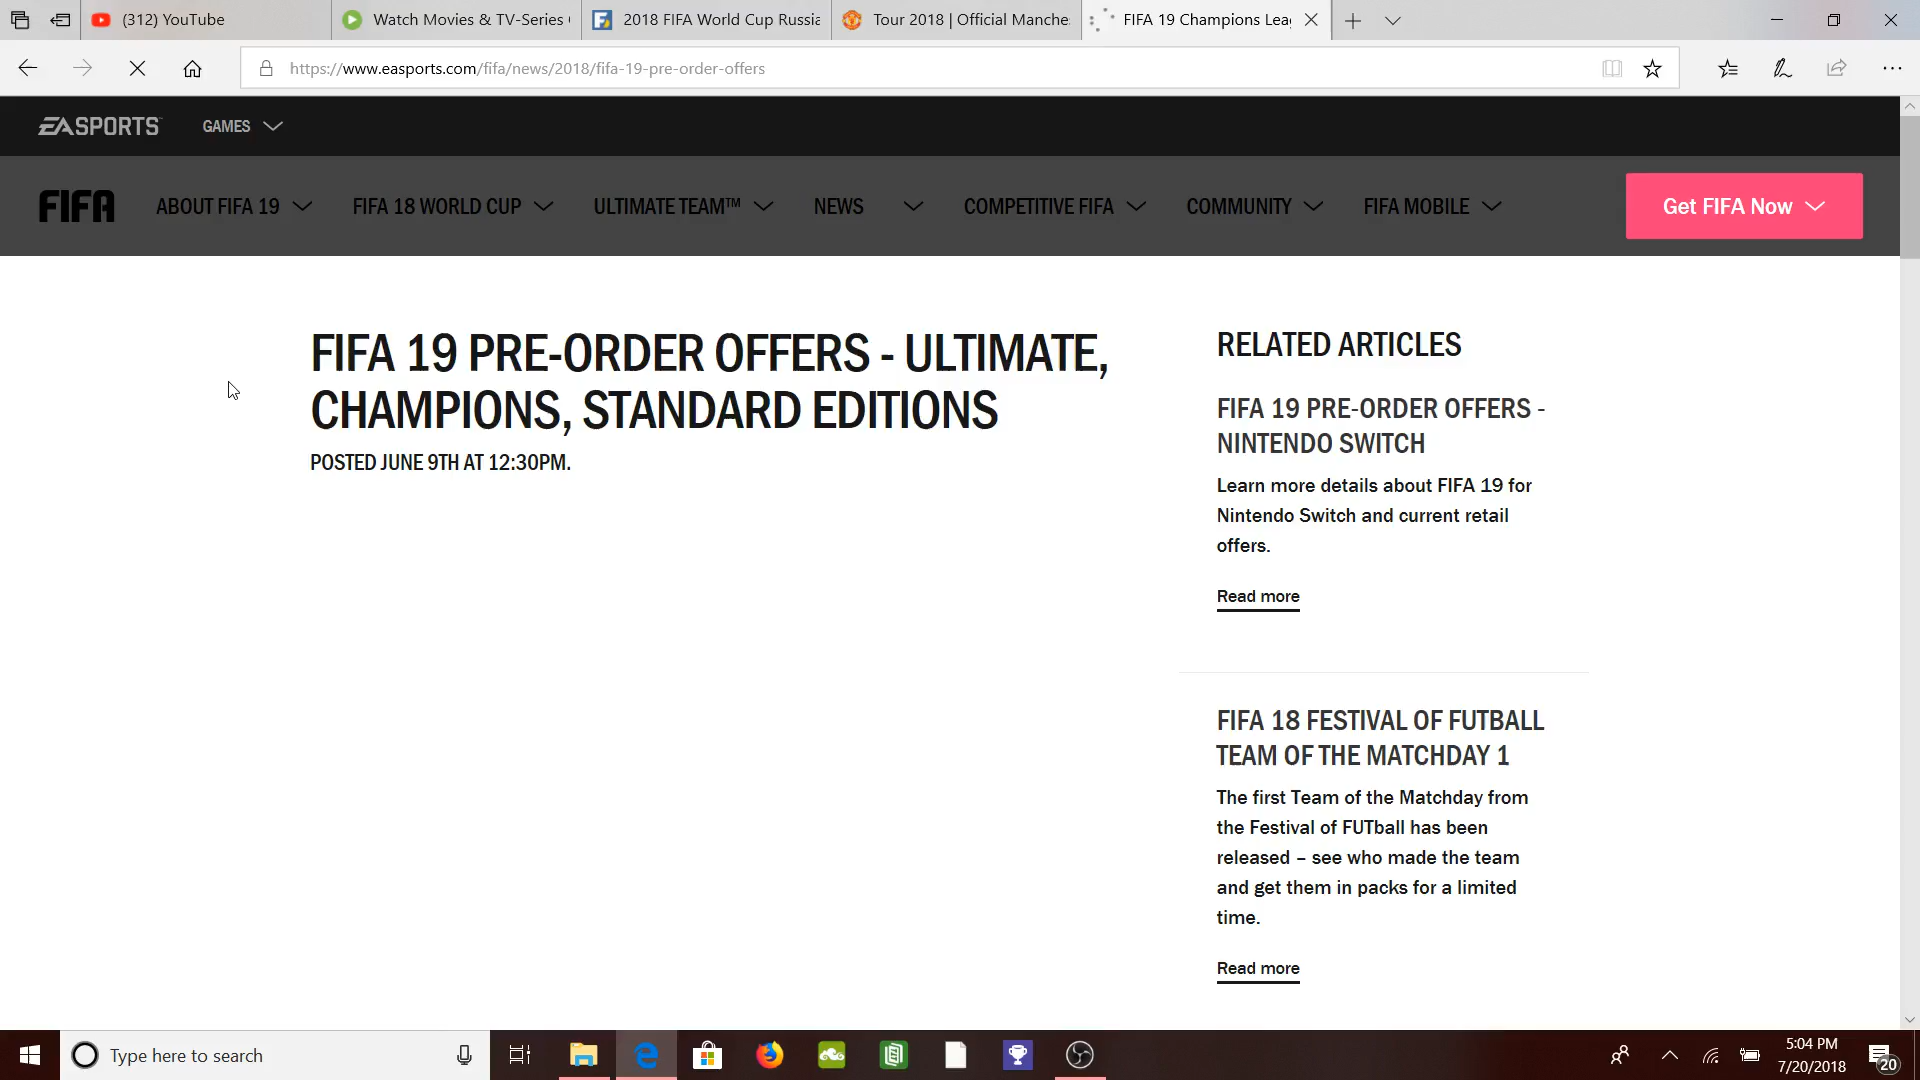 (312) YouTube
Watch Movies & TV-Series
2018 FIFA World Cup Russia
Tour 2018 | Official Manche
FIFA 19 Champions Lea
https://www.easports.com/fifa/news/2018/fifa-19-pre-order-offers
EA SPORTS
GAMES
FIFA
ABOUT FIFA 19
FIFA 18 WORLD CUP
ULTIMATE TEAM™
NEWS
COMPETITIVE FIFA
COMMUNITY
FIFA MOBILE
Get FIFA Now
FIFA 19 PRE-ORDER OFFERS - ULTIMATE,
CHAMPIONS, STANDARD EDITIONS
POSTED JUNE 9TH AT 12:30PM.
RELATED ARTICLES
FIFA 19 PRE-ORDER OFFERS -
NINTENDO SWITCH
Learn more details about FIFA 19 for
Nintendo Switch and current retail
offers.
Read more
FIFA 18 FESTIVAL OF FUTBALL
TEAM OF THE MATCHDAY 1
The first Team of the Matchday from
the Festival of FUTball has been
released – see who made the team
and get them in packs for a limited
time.
Read more
Type here to search
5:04 PM
7/20/2018
20